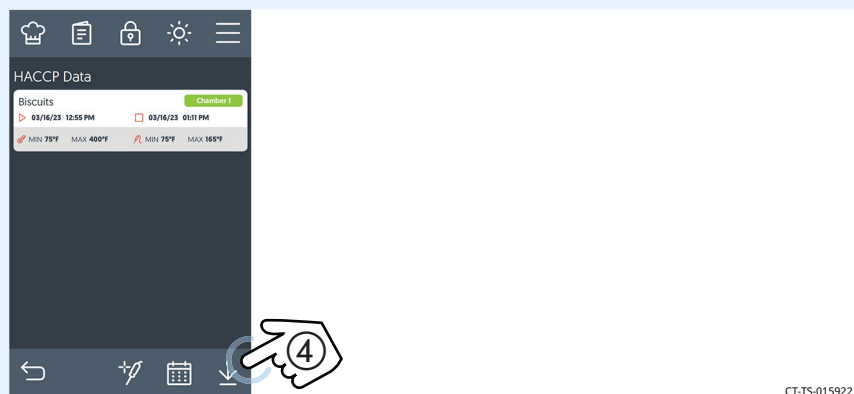 HACCP Data
Biscuits
Chamber 1
03/16/23 12:55 PM 03/16/23 01:11 PM
MIN 75°F MAX 400°F MIN 75°F MAX 165°F
4
CT-TS-015922